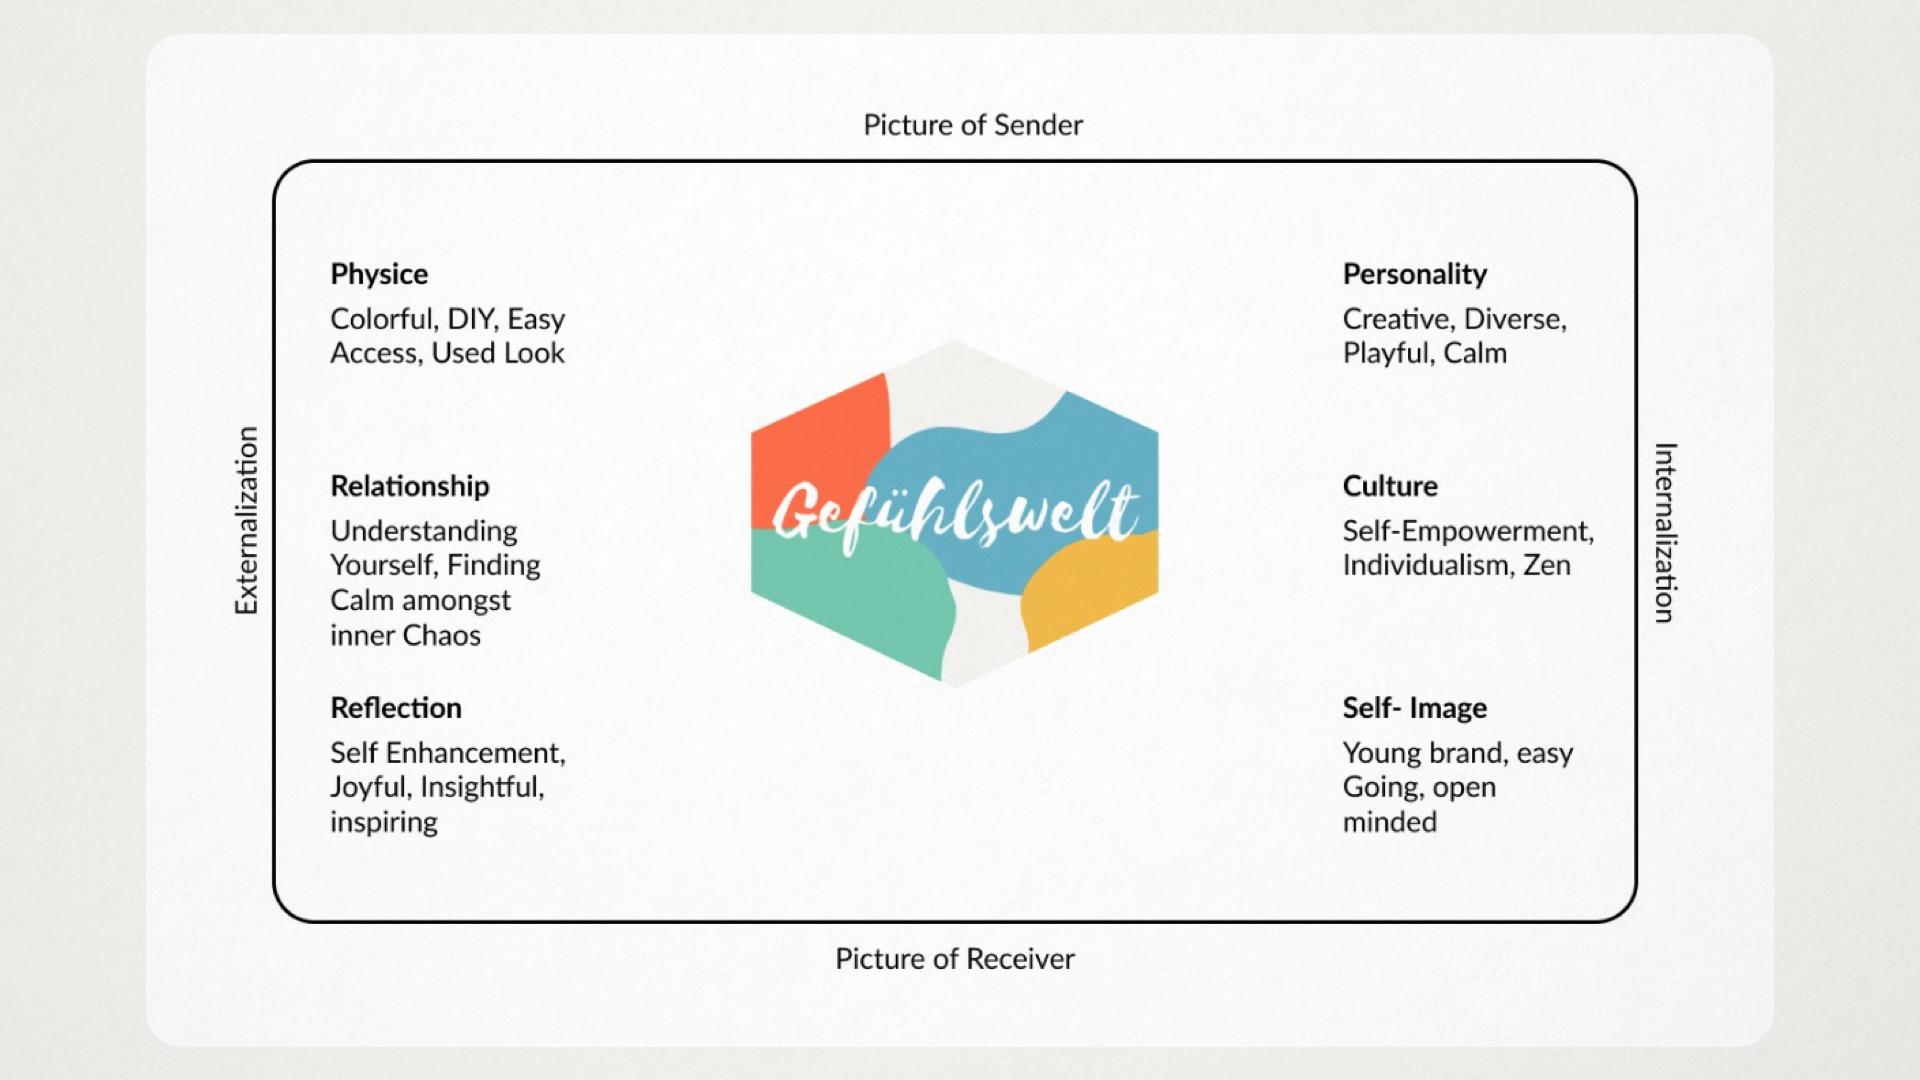 Picture of Sender
Physice
Colorful, DIY, Easy
Access, Used Look
Personality
Creative, Diverse,
Playful, Calm
Externalization
Relationship
Understanding
Yourself, Finding
Calm amongst
inner Chaos
Gefühlswelt
Culture
Self-Empowerment,
Individualism, Zen
Internalization
Reflection
Self Enhancement,
Joyful, Insightful,
inspiring
Self- Image
Young brand, easy
Going, open
minded
Picture of Receiver